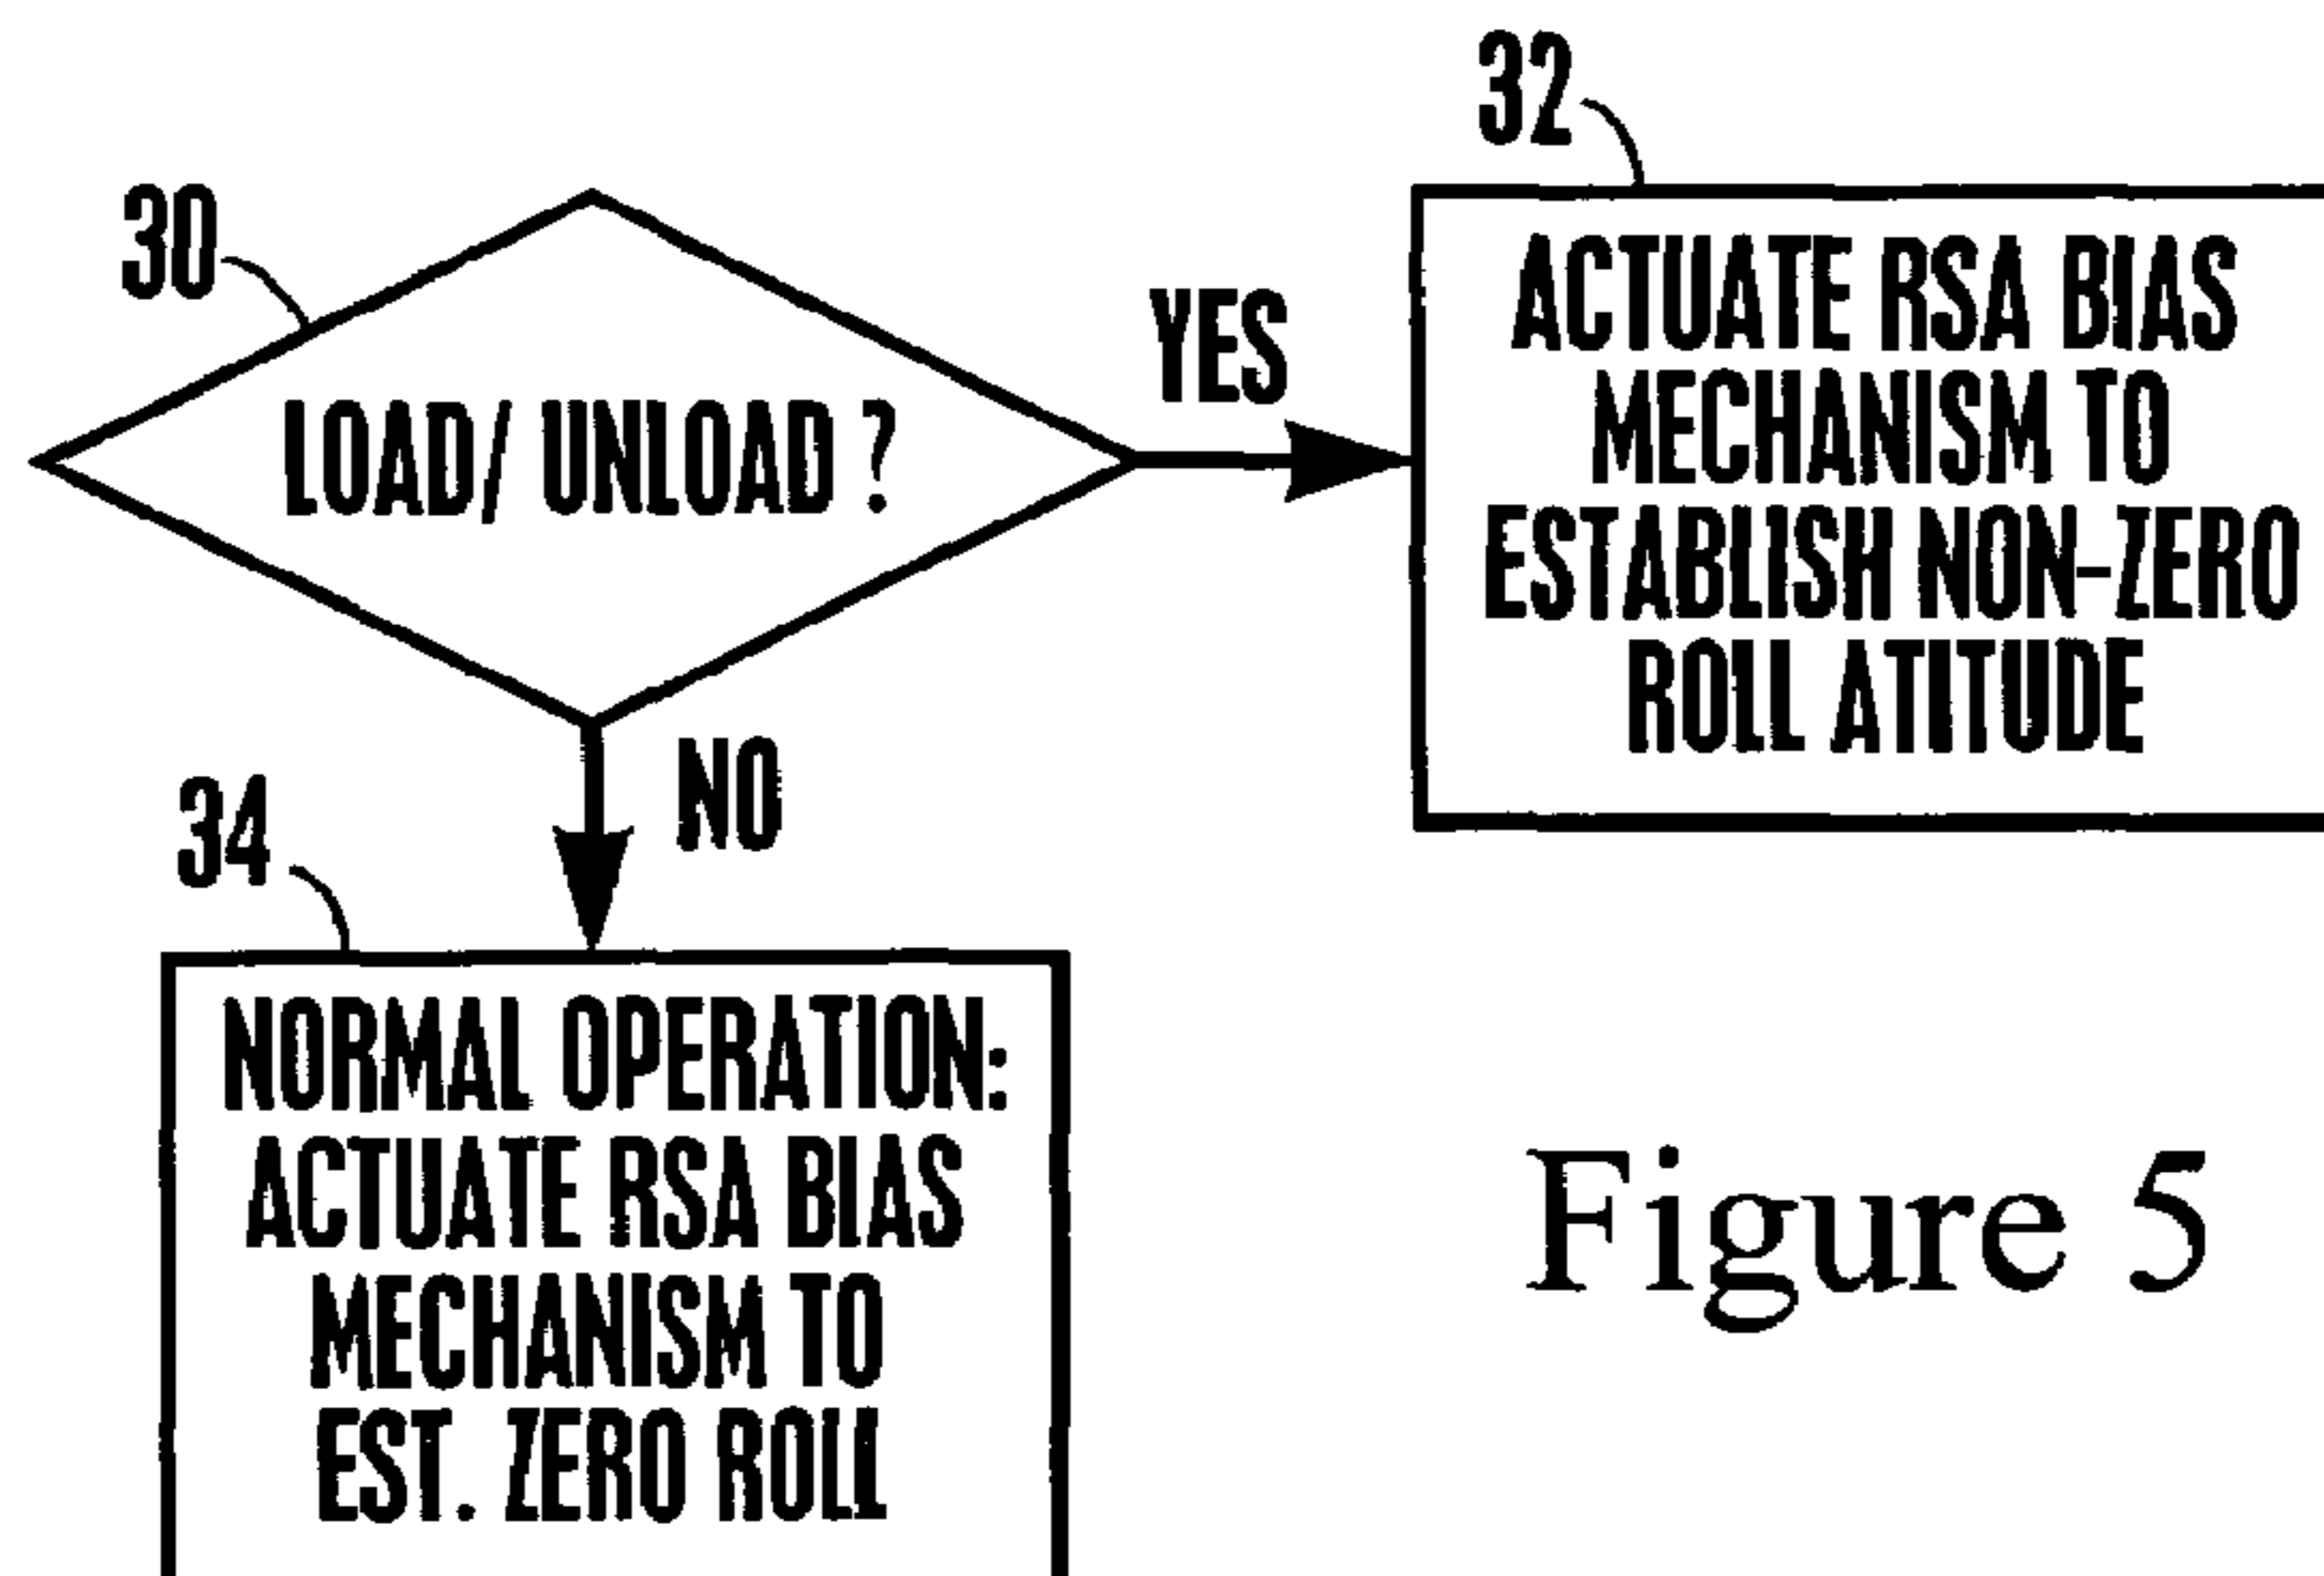 30
LOAD/ UNLOAD ?
YES
32
ACTUATE RSA BIAS
MECHANISM TO
ESTABLISH NON-ZERO
ROLL ATITUDE
NO
34
NORMAL OPERATION:
ACTUATE RSA BIAS
MECHANISM TO
EST. ZERO ROLL
Figure 5